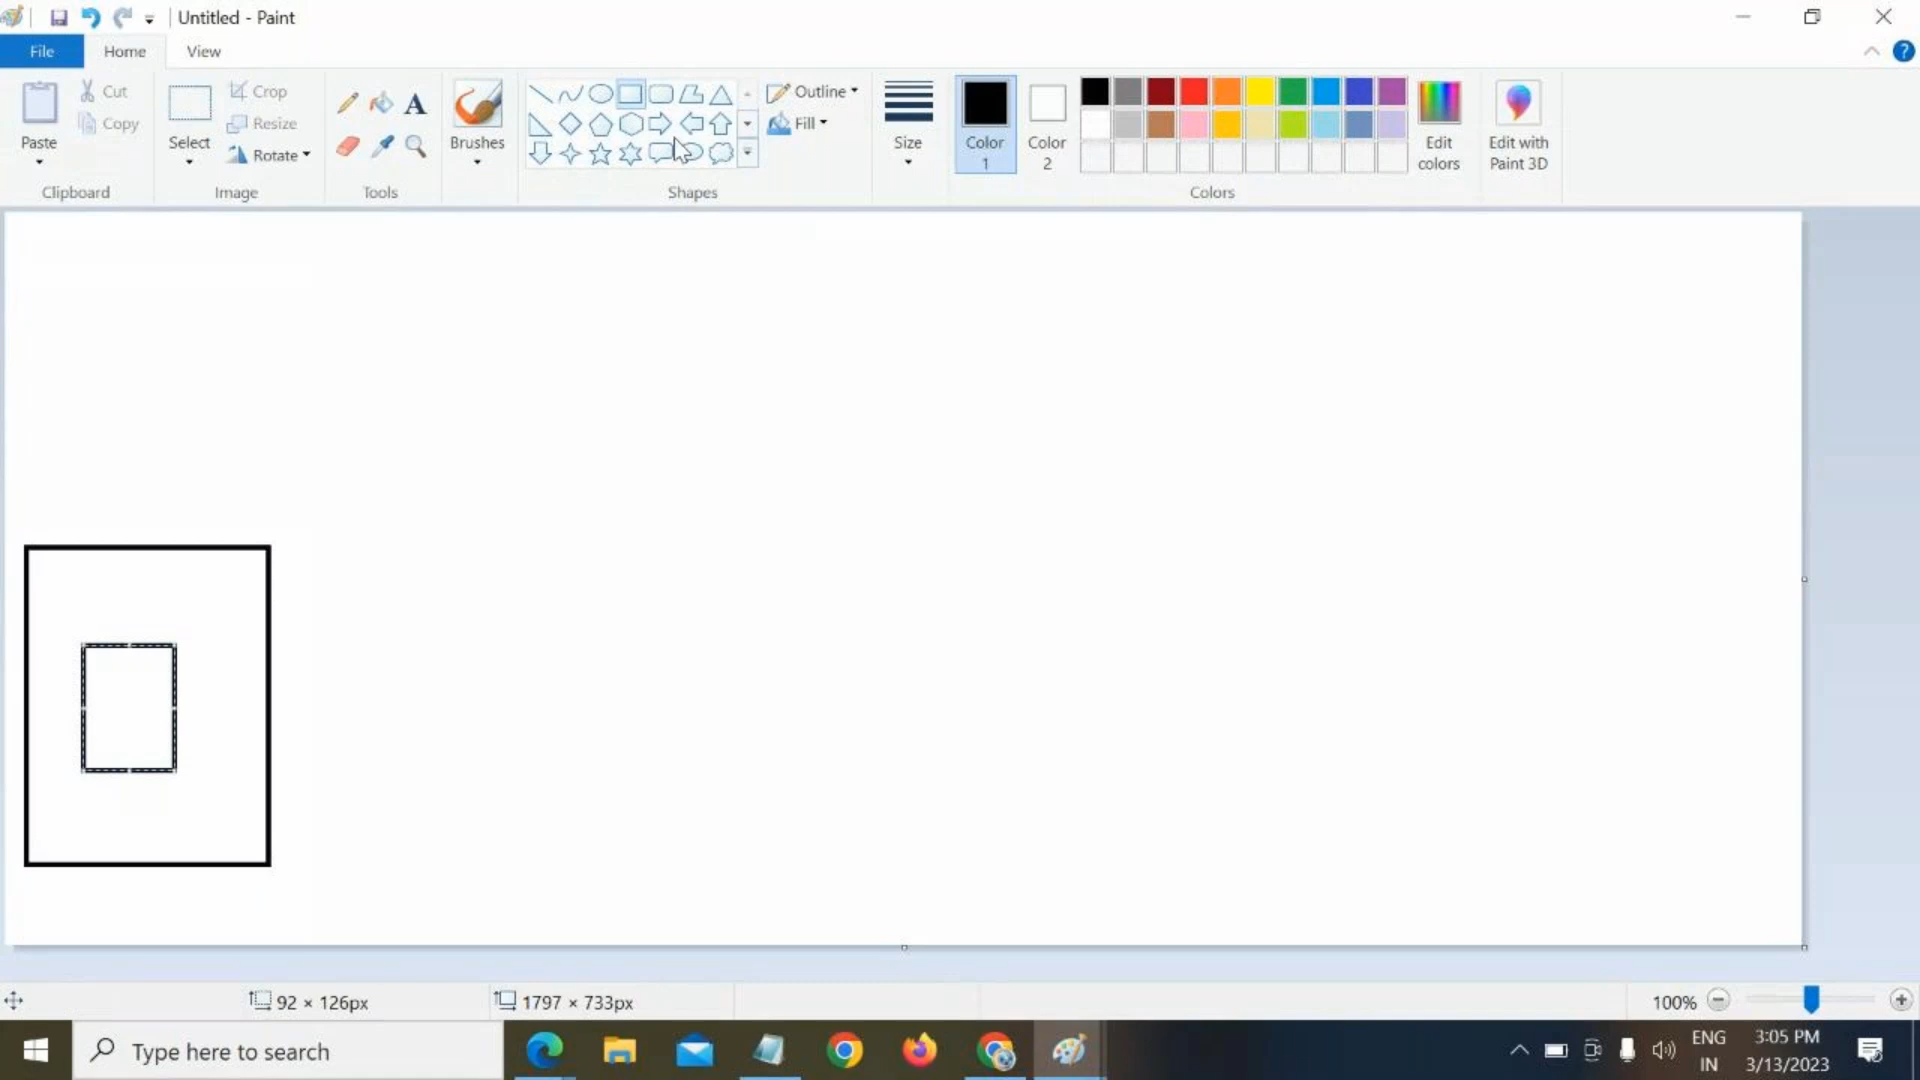 Untitled - Paint
File Home View
Paste
Cut
Copy
Clipboard
Select
Crop
Resize
Rotate
Image
A
Tools
Brushes
Shapes
Outline
Fill
Size
Color
1
Color
2
Colors
Edit
colors
Edit with
Paint 3D
?
92 × 126px
1797 × 733px
100%
Type here to search
ENG
IN
3:05 PM
3/13/2023